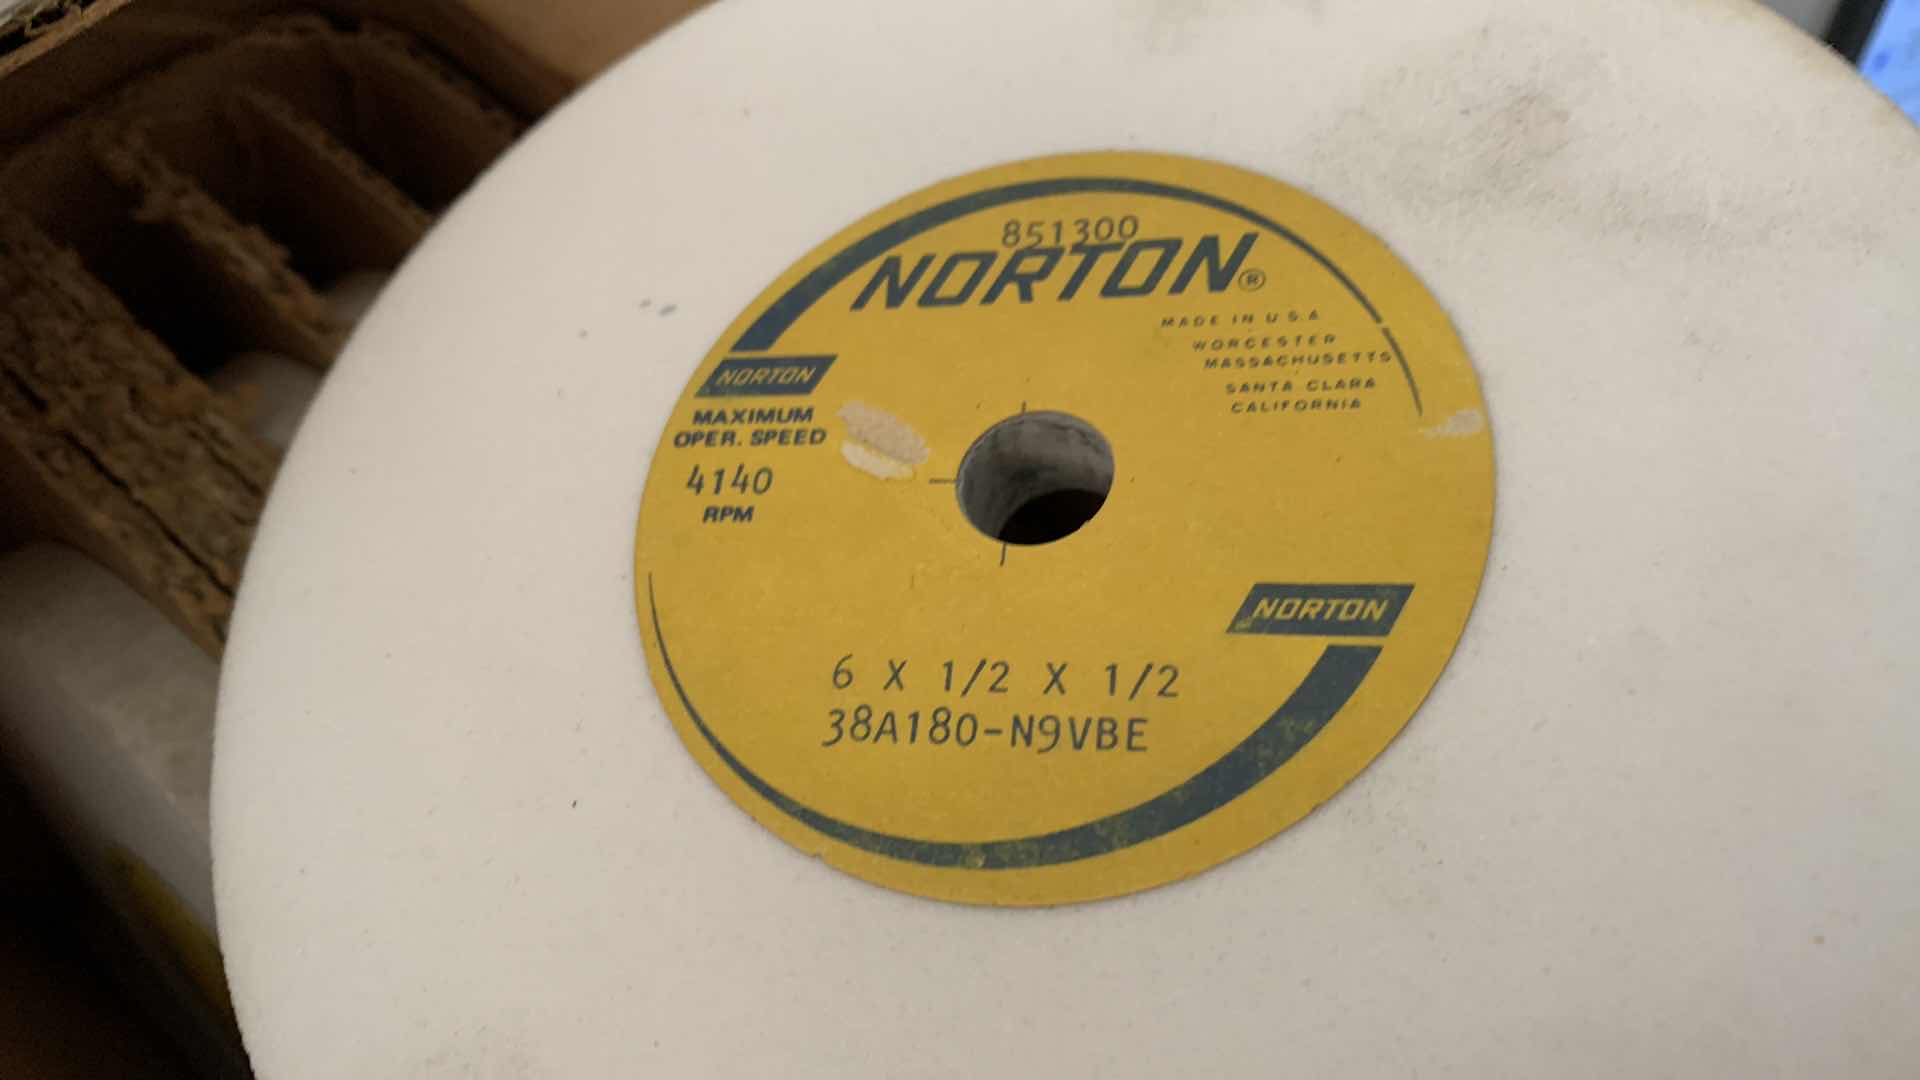 851300
NORTON®
MADE IN U.S.A
WORCESTER
MASSACHUSETTS
SANTA CLARA
CALIFORNIA
NORTON
MAXIMUM
OPER. SPEED
4140
RPM
NORTON
6 X 1/2 X 1/2
38A180-N9VBE